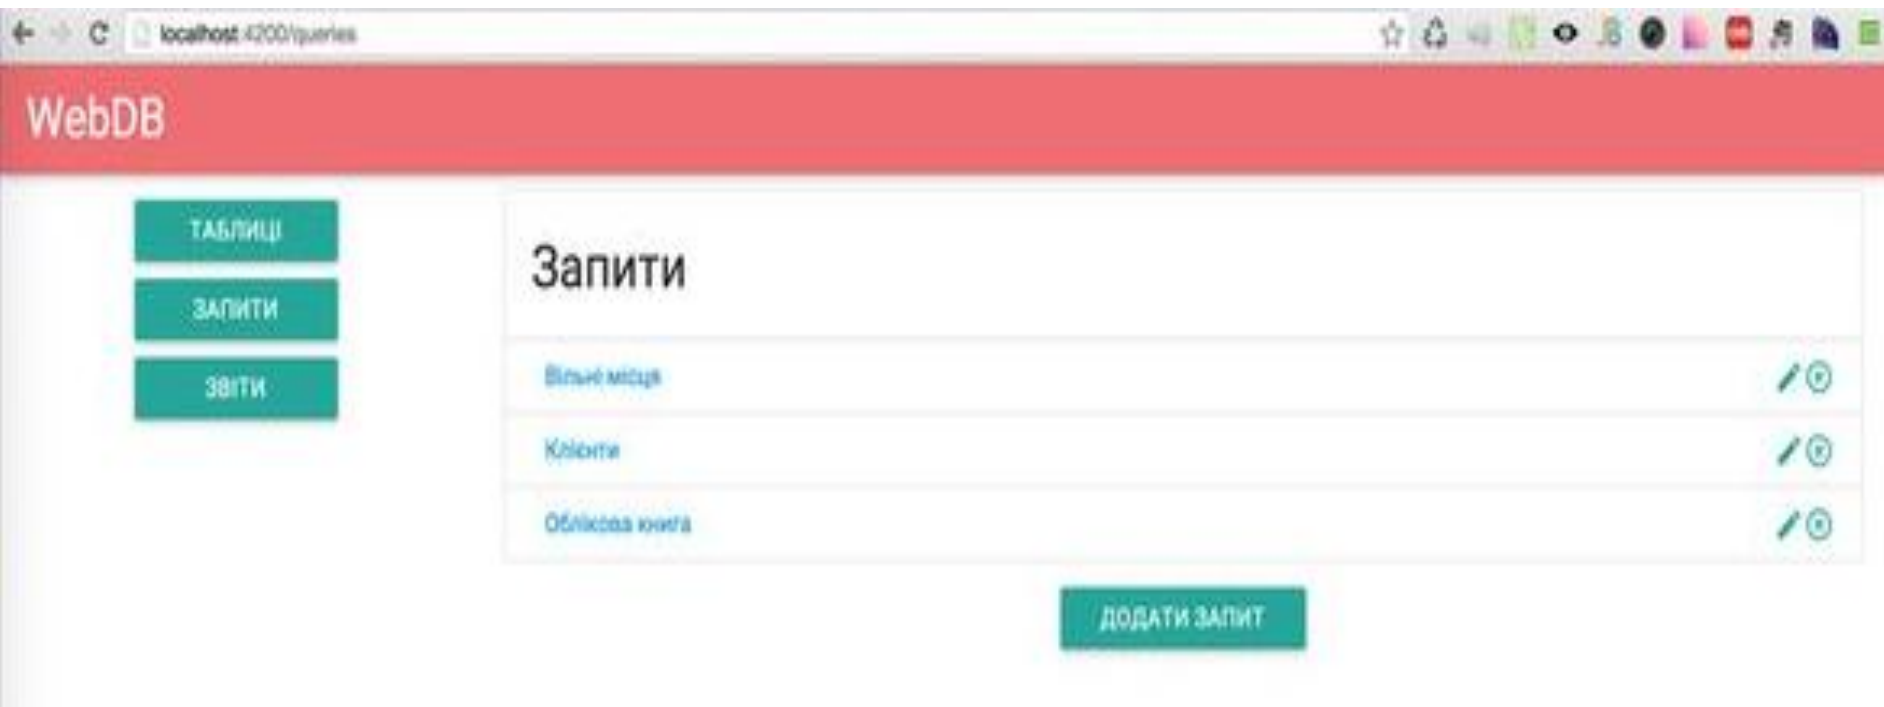 localhost:4200/queries
WebDB
ТАБЛИЦІ
ЗАПИТИ
ЗВІТИ
Запити
Вільні місця
Клієнти
Облікова книга
ДОДАТИ ЗАПИТ